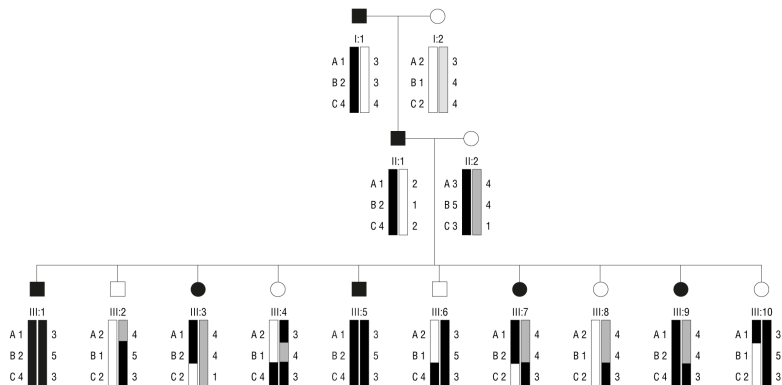 I:1 I:2
A 1 3 A 2 3
B 2 3 B 1 4
C 4 4 C 2 4
II:1 II:2
A 1 2 A 3 4
B 2 1 B 5 4
C 4 2 C 3 1
III:1 III:2 III:3 III:4 III:5 III:6 III:7 III:8 III:9 III:10
A 1 3 A 2 4 A 1 4 A 2 3 A 1 3 A 2 3 A 1 4 A 2 4 A 1 4 A 1 3
B 2 5 B 1 5 B 2 4 B 1 4 B 2 5 B 1 5 B 2 4 B 1 4 B 2 4 B 1 5
C 4 3 C 2 3 C 2 1 C 4 3 C 4 3 C 4 3 C 2 3 C 2 3 C 4 3 C 2 3